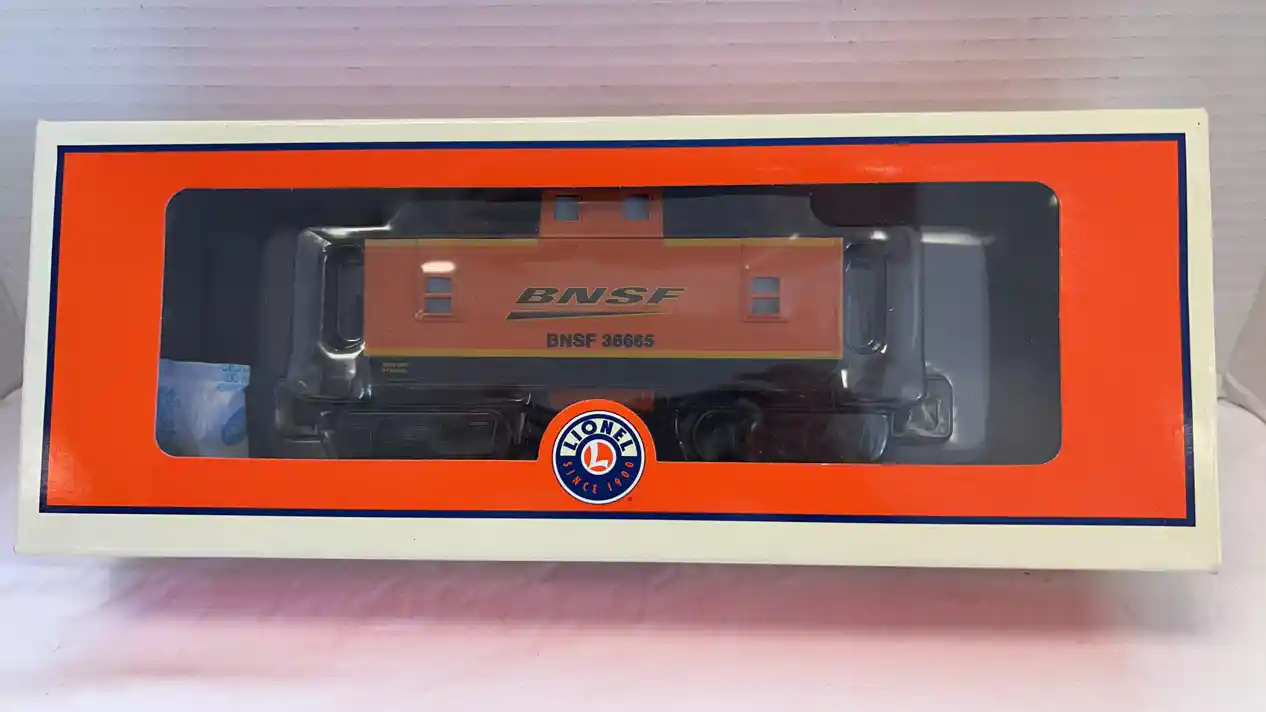 BNSF
BNSF 36665
LIONEL
L
SINCE 1900